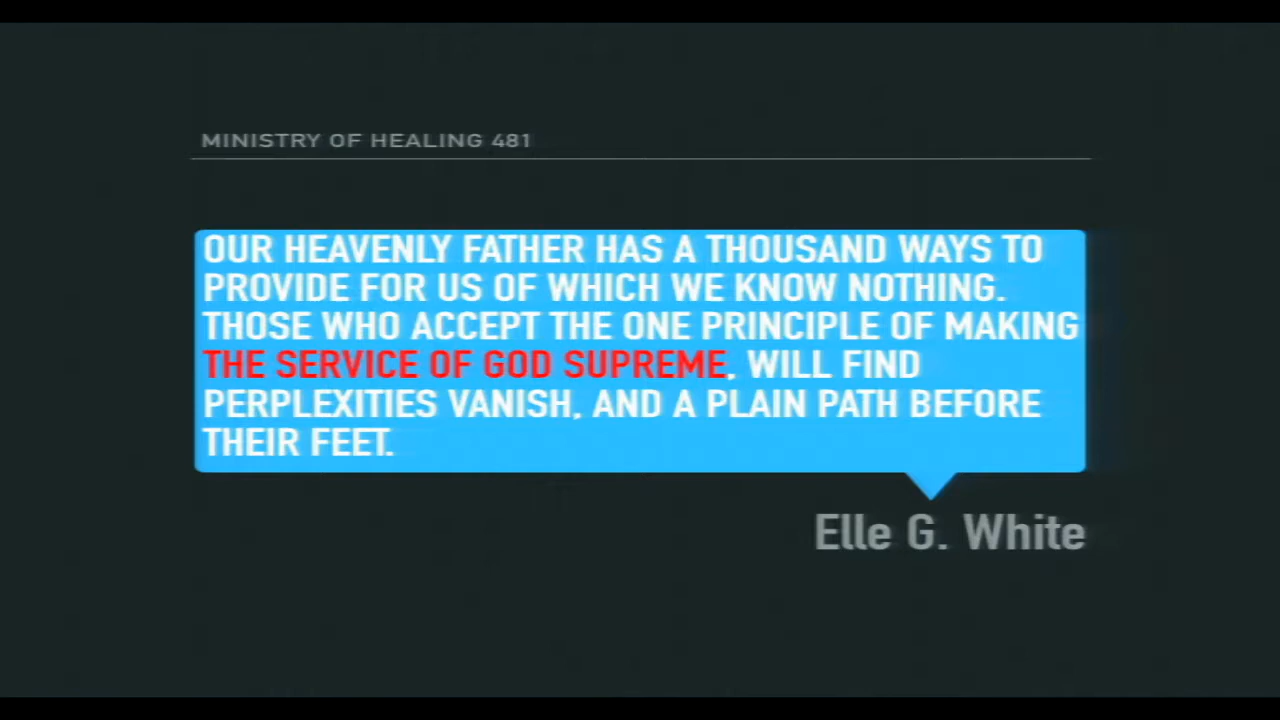 MINISTRY OF HEALING 481
OUR HEAVENLY FATHER HAS A THOUSAND WAYS TO
PROVIDE FOR US OF WHICH WE KNOW NOTHING.
THOSE WHO ACCEPT THE ONE PRINCIPLE OF MAKING
THE SERVICE OF GOD SUPREME, WILL FIND
PERPLEXITIES VANISH, AND A PLAIN PATH BEFORE
THEIR FEET.
Elle G. White